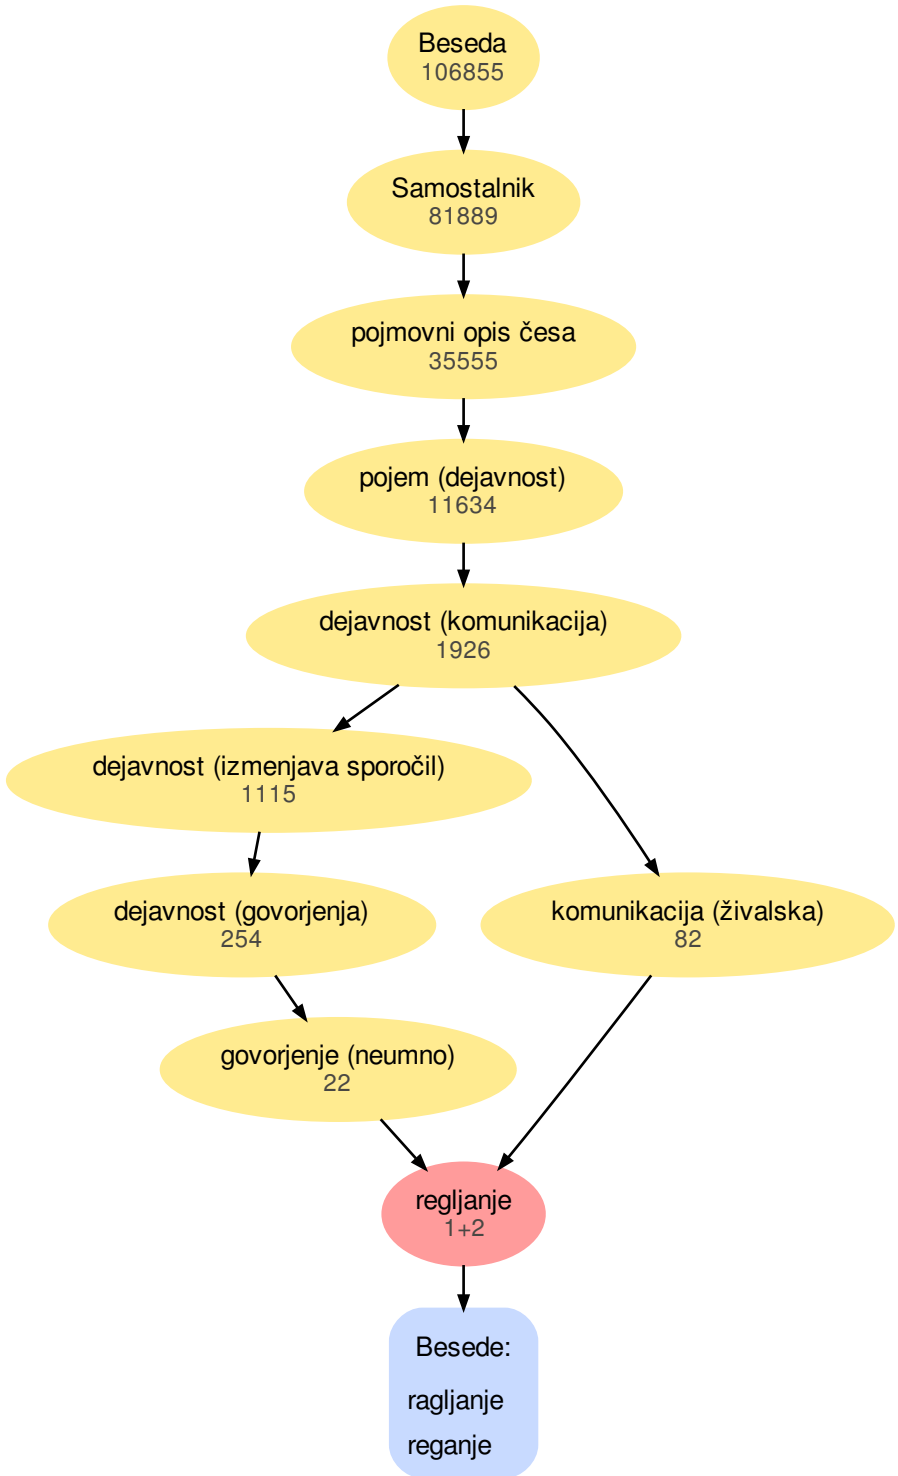 Beseda
106855
Samostalnik
81889
pojmovni opis česa
35555
pojem (dejavnost)
11634
dejavnost (komunikacija)
1926
dejavnost (izmenjava sporočil)
1115
dejavnost (govorjenja)
254
komunikacija (živalska)
82
govorjenje (neumno)
22
regljanje
1+2
Besede:
ragljanje
reganje